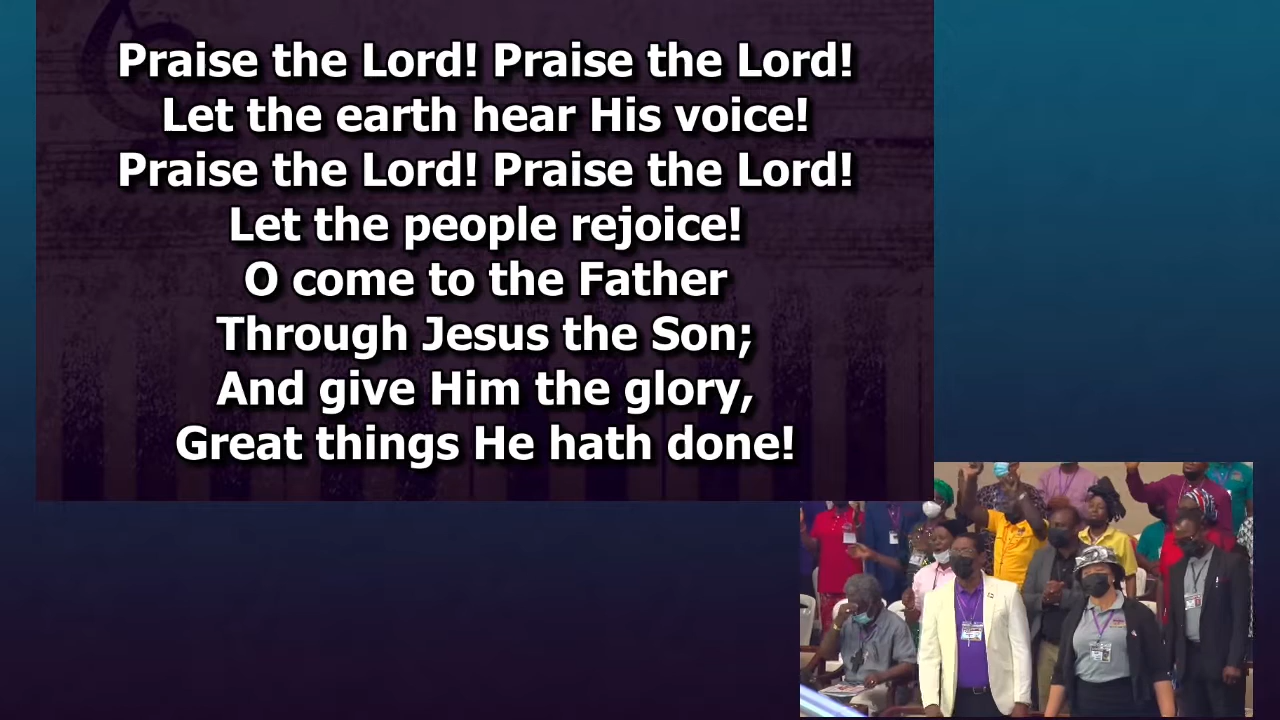 Praise the Lord! Praise the Lord!
Let the earth hear His voice!
Praise the Lord! Praise the Lord!
Let the people rejoice!
O come to the Father
Through Jesus the Son;
And give Him the glory,
Great things He hath done!